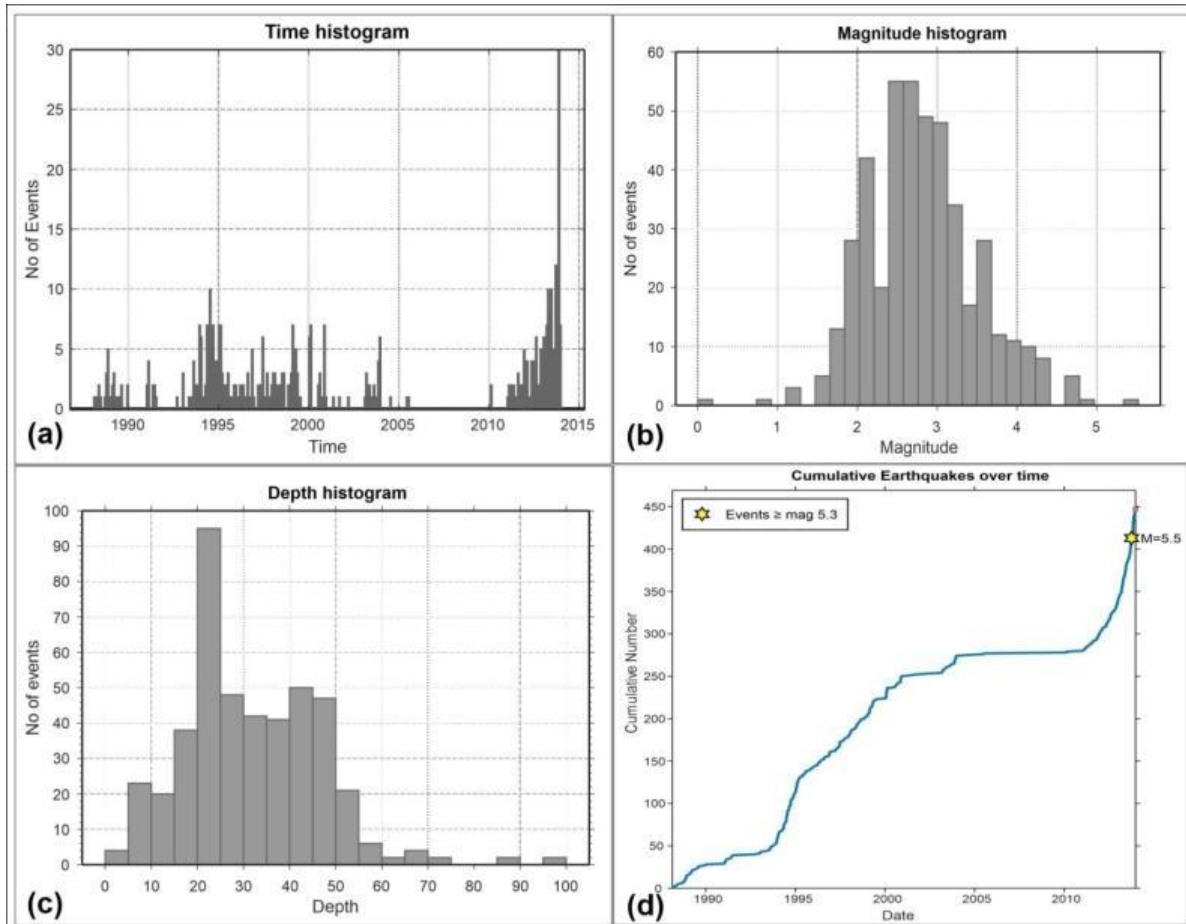 Time histogram
30
25
20
15
10
5
0
No of Events
1990 1995 2000 2005 2010 2015
Time
(a)
Magnitude histogram
60
50
40
30
20
10
0
No of events
0 1 2 3 4 5
Magnitude
(b)
Depth histogram
100
90
80
70
60
50
40
30
20
10
0
No of events
0 10 20 30 40 50 60 70 80 90 100
Depth
(c)
Cumulative Earthquakes over time
Events ≥ mag 5.3
450
400
350
300
250
200
150
100
50
0
Cumulative Number
M=5.5
1990 1995 2000 2005 2010
Date
(d)